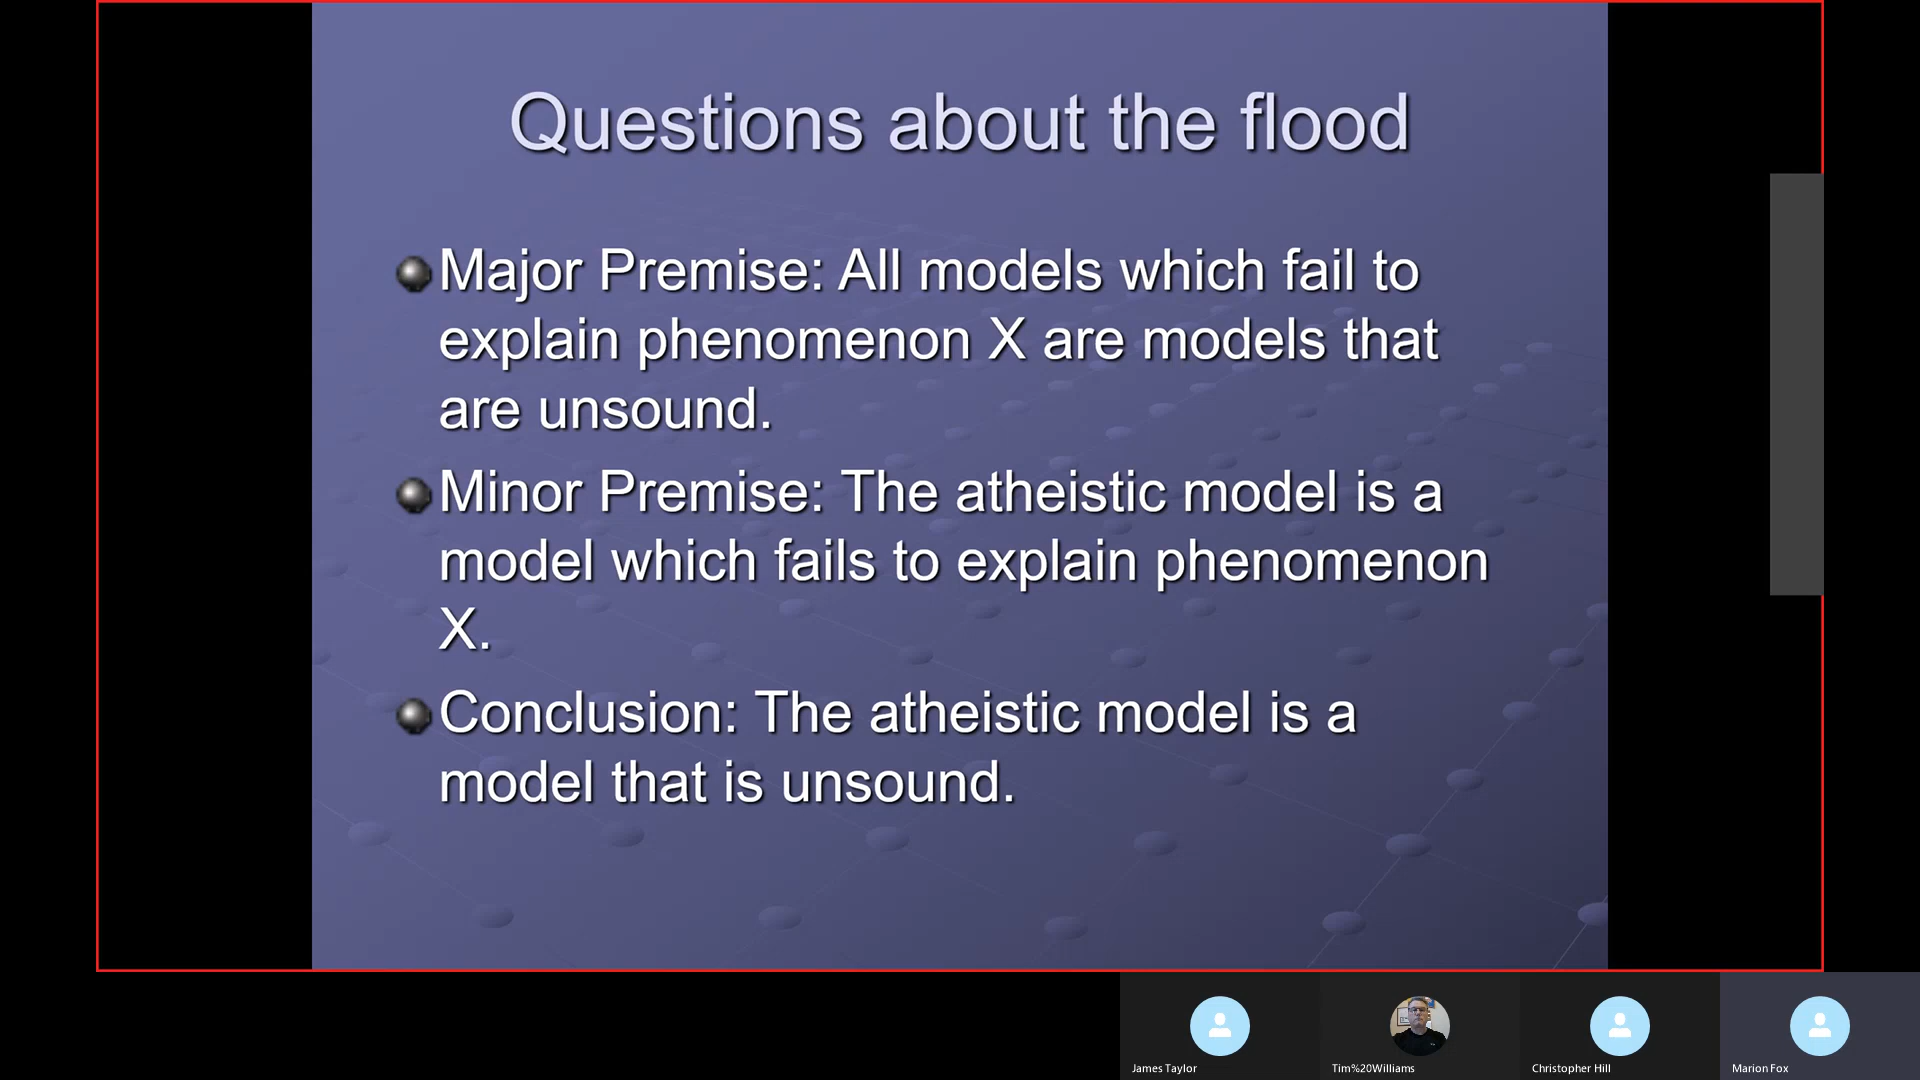 Questions about the flood
Major Premise: All models which fail to
explain phenomenon X are models that
are unsound.
Minor Premise: The atheistic model is a
model which fails to explain phenomenon
X.
Conclusion: The atheistic model is a
model that is unsound.
James Taylor
Tim%20Williams
Christopher Hill
Marion Fox